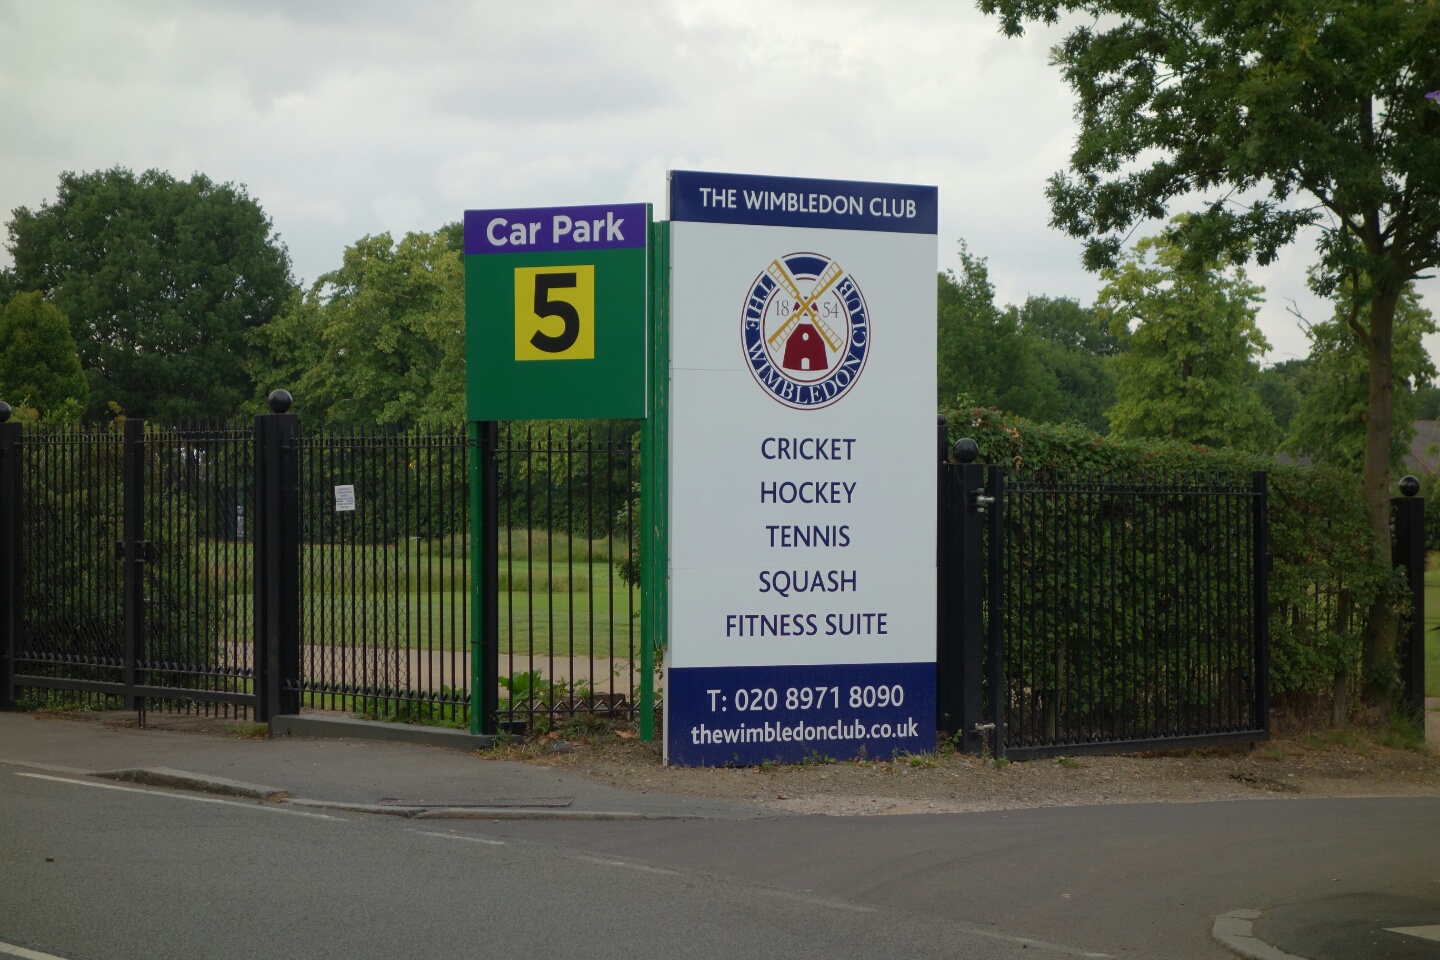 Car Park
5
THE WIMBLEDON CLUB
THE WIMBLEDON CLUB
18 54
CRICKET
HOCKEY
TENNIS
SQUASH
FITNESS SUITE
T: 020 8971 8090
thewimbledonclub.co.uk